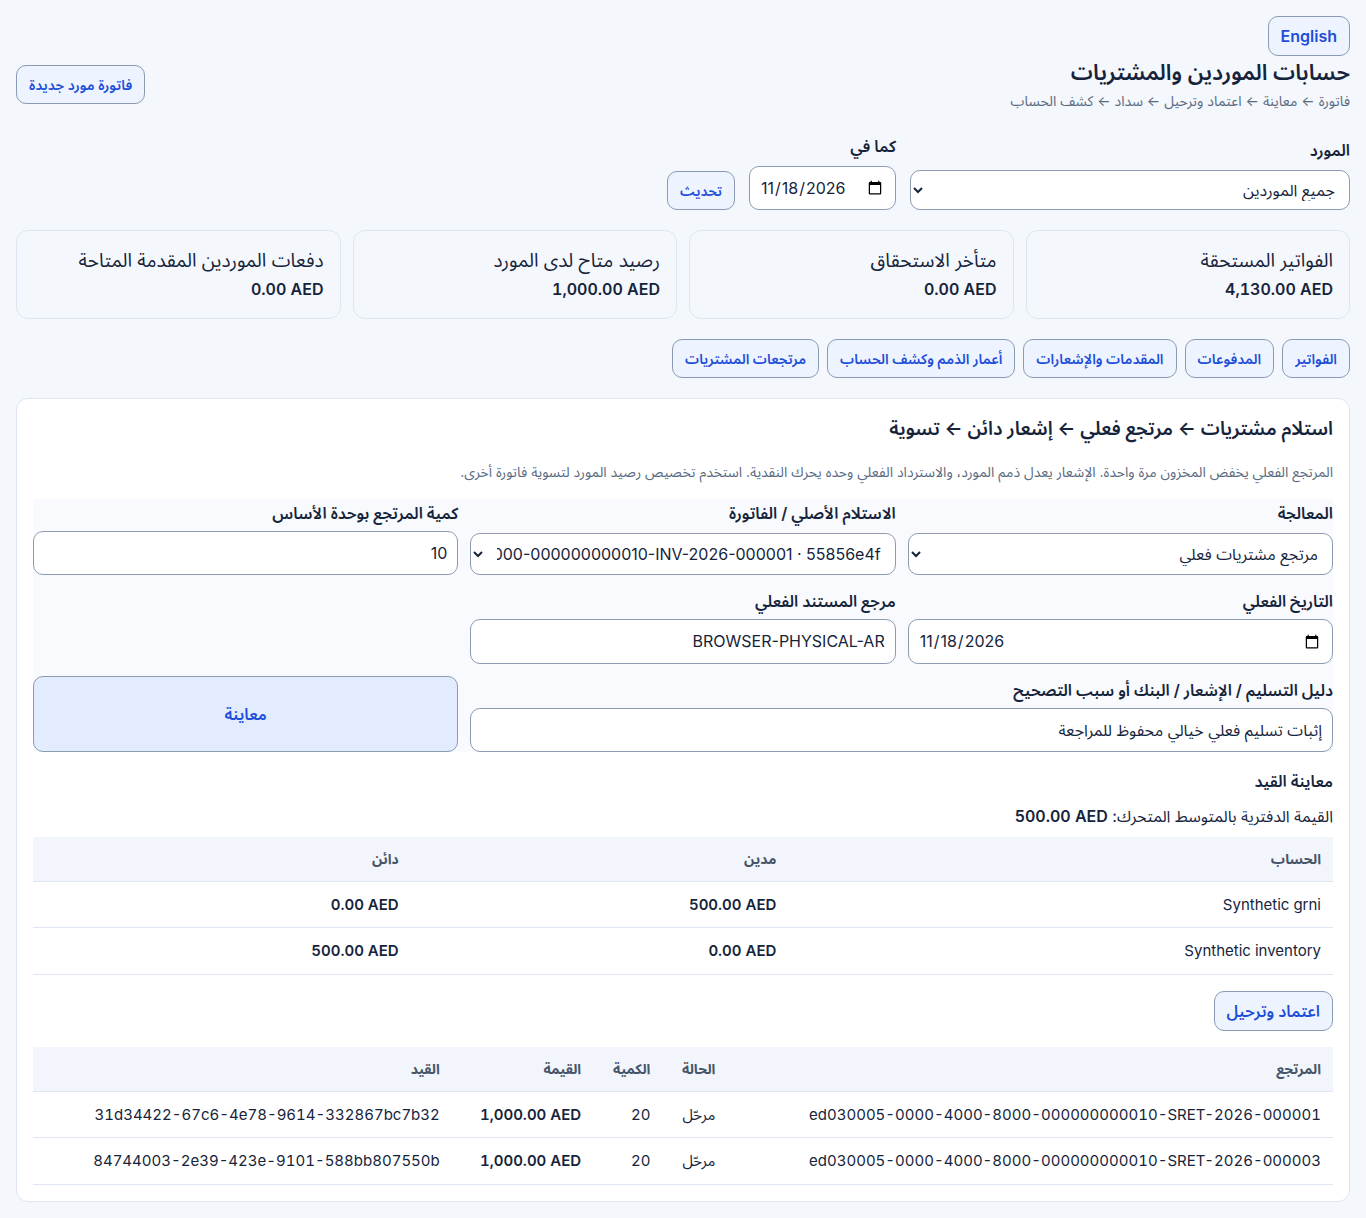 English
حسابات الموردين والمشتريات
فاتورة ← معاينة ← اعتماد وترحيل ← سداد ← كشف الحساب
فاتورة مورد جديدة
المورد
جميع الموردين
كما في
11/18/2026
تحديث
الفواتير المستحقة
4,130.00 AED
متأخر الاستحقاق
0.00 AED
رصيد متاح لدى المورد
1,000.00 AED
دفعات الموردين المقدمة المتاحة
0.00 AED
الفواتير
المدفوعات
المقدمات والإشعارات
أعمار الذمم وكشف الحساب
مرتجعات المشتريات
استلام مشتريات ← مرتجع فعلي ← إشعار دائن ← تسوية
المرتجع الفعلي يخفض المخزون مرة واحدة. الإشعار يعدل ذمم المورد، والاسترداد الفعلي وحده يحرك النقدية. استخدم تخصيص رصيد المورد لتسوية فاتورة أخرى.
المعالجة
مرتجع مشتريات فعلي
الاستلام الأصلي / الفاتورة
000-000000000010-INV-2026-000001 · 55856e4f
كمية المرتجع بوحدة الأساس
10
التاريخ الفعلي
11/18/2026
مرجع المستند الفعلي
BROWSER-PHYSICAL-AR
دليل التسليم / الإشعار / البنك أو سبب التصحيح
إثبات تسليم فعلي خيالي محفوظ للمراجعة
معاينة
معاينة القيد
القيمة الدفترية بالمتوسط المتحرك: 500.00 AED
الحساب مدين دائن
Synthetic grni 500.00 AED 0.00 AED
Synthetic inventory 0.00 AED 500.00 AED
اعتماد وترحيل
المرتجع الحالة الكمية القيمة القيد
ed030005-0000-4000-8000-000000000010-SRET-2026-000001 مرحّل 20 1,000.00 AED 31d34422-67c6-4e78-9614-332867bc7b32
ed030005-0000-4000-8000-000000000010-SRET-2026-000003 مرحّل 20 1,000.00 AED 84744003-2e39-423e-9101-588bb807550b